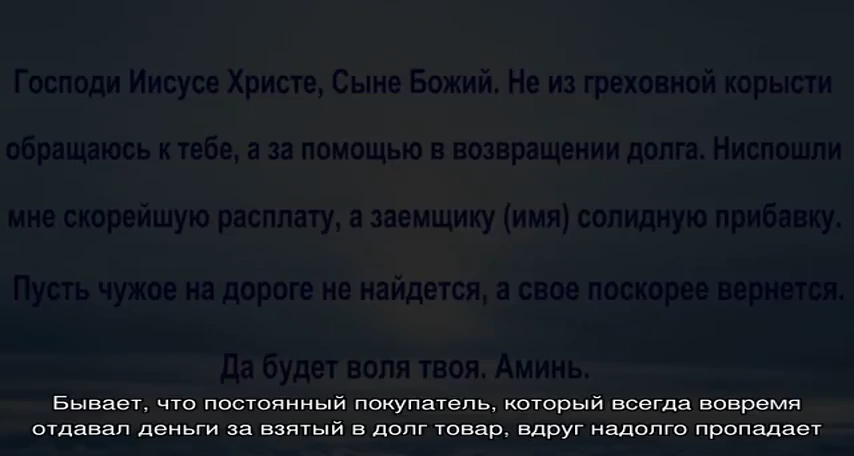 Господи Иисусе Христе, Сыне Божий. Не из греховной корысти
обращаюсь к тебе, а за помощью в возвращении долга. Ниспошли
мне скорейшую расплату, а заемщику (имя) солидную прибавку.
Пусть чужое на дороге не найдется, а свое поскорее вернется.
Да будет воля твоя. Аминь.
Бывает, что постоянный покупатель, который всегда вовремя
отдавал деньги за взятый в долг товар, вдруг надолго пропадает